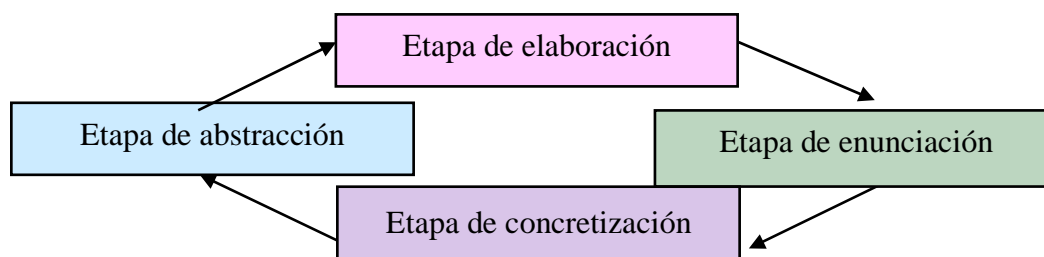 Etapa de elaboración
Etapa de abstracción
Etapa de enunciación
Etapa de concretización